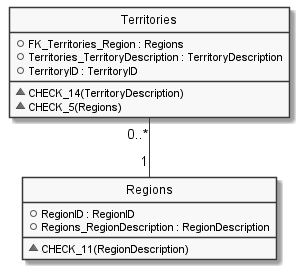 Territories
FK_Territories_Region : Regions
Territories_TerritoryDescription : TerritoryDescription
TerritoryID : TerritoryID
CHECK_14(TerritoryDescription)
CHECK_5(Regions)
0..*
1
Regions
RegionID : RegionID
Regions_RegionDescription : RegionDescription
CHECK_11(RegionDescription)